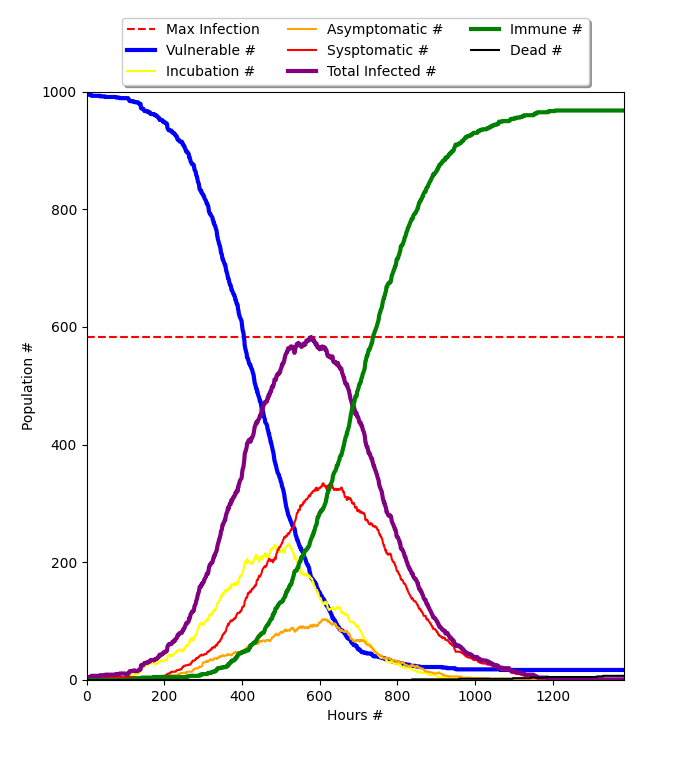 Max Infection Asymptomatic # Immune #
Vulnerable # Sysptomatic # Dead #
Incubation # Total Infected #
1000
800
600
400
200
0
Population #
0 200 400 600 800 1000 1200
Hours #